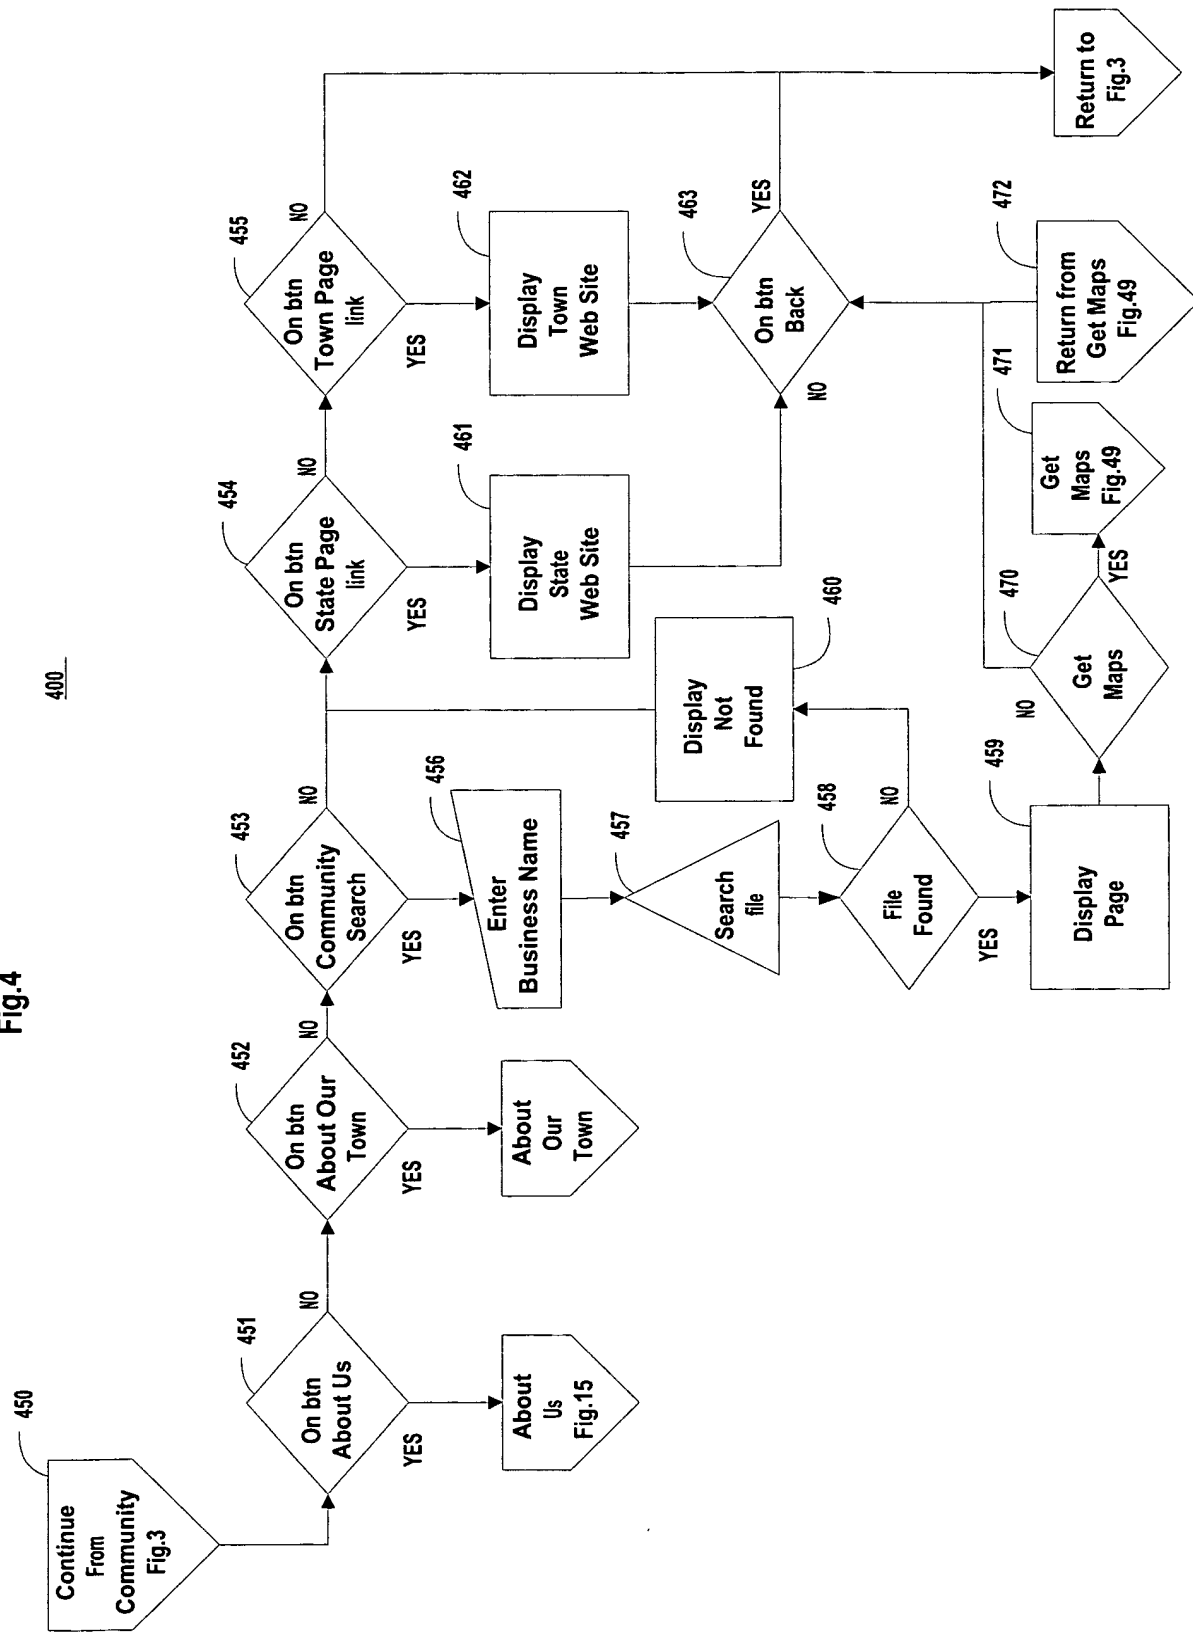 Fig.4
400
450
Continue
From
Community
Fig.3
451
On btn
About Us
NO
YES
About
Us
Fig.15
452
On btn
About Our
Town
NO
YES
About
Our
Town
453
On btn
Community
Search
NO
YES
456
Enter
Business Name
457
Search
file
458
File
Found
NO
YES
459
Display
Page
460
Display
Not
Found
454
On btn
State Page
link
NO
YES
461
Display
State
Web Site
455
On btn
Town Page
link
NO
YES
462
Display
Town
Web Site
463
On btn
Back
YES
NO
470
Get
Maps
NO
YES
471
Get
Maps
Fig.49
472
Return from
Get Maps
Fig.49
Return to
Fig.3